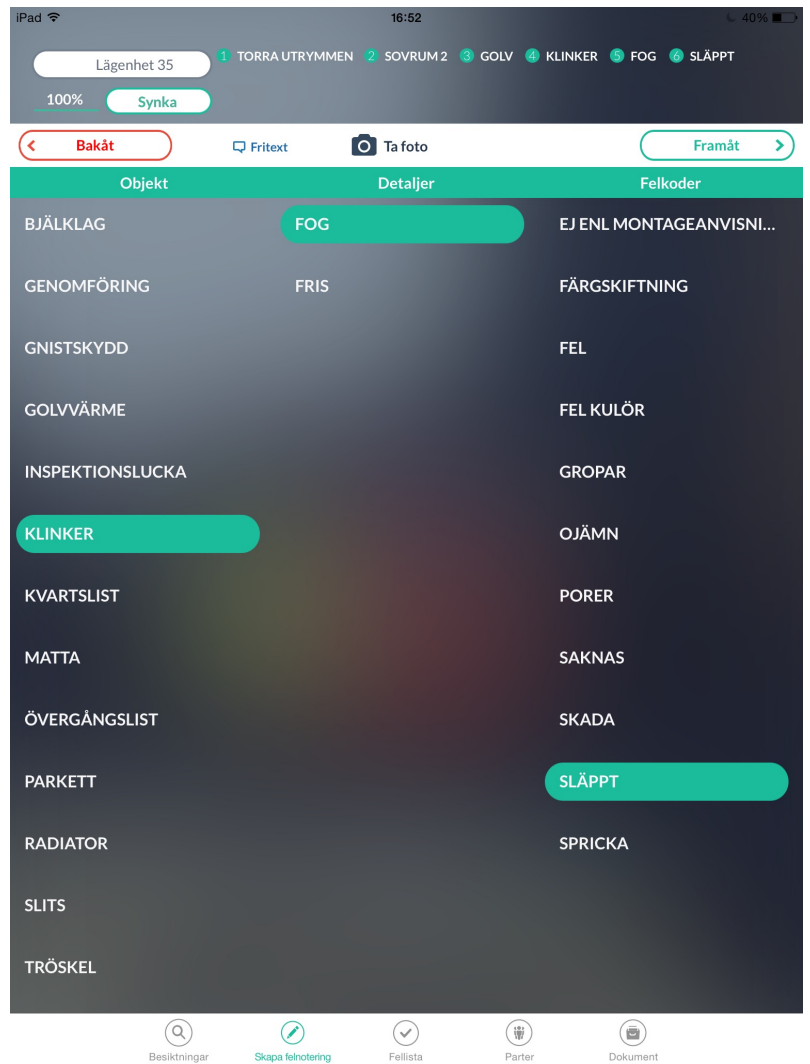 iPad 16:52 40%
Lägenhet 35 1 TORRA UTRYMMEN 2 SOVRUM 2 3 GOLV 4 KLINKER 5 FOG 6 SLÄPPT
100% Synka
Bakåt Fritext Ta foto Framåt
Objekt Detaljer Felkoder
BJÄLKLAG FOG EJ ENL MONTAGEANVISNI...
GENOMFÖRING FRIS FÄRGSKIFTNING
GNISTSKYDD FEL
GOLVVÄRME FEL KULÖR
INSPEKTIONSLUCKA GROPAR
KLINKER OJÄMN
KVARTSLIST PORER
MATTA SAKNAS
ÖVERGÅNGSLIST SKADA
PARKETT SLÄPPT
RADIATOR SPRICKA
SLITS
TRÖSKEL
Besiktningar Skapa felnotering Fellista Parter Dokument